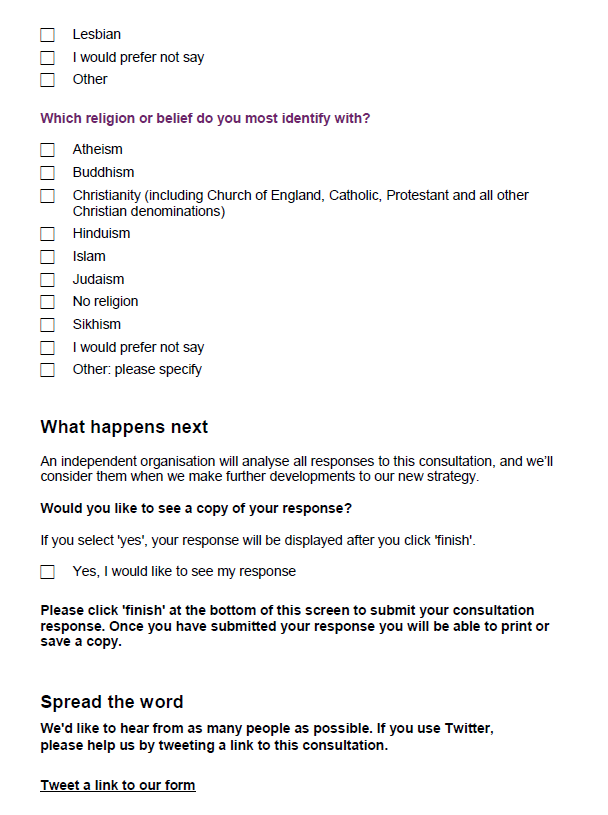 Lesbian
I would prefer not say
Other
Which religion or belief do you most identify with?
Atheism
Buddhism
Christianity (including Church of England, Catholic, Protestant and all other
Christian denominations)
Hinduism
Islam
Judaism
No religion
Sikhism
I would prefer not say
Other: please specify
What happens next
An independent organisation will analyse all responses to this consultation, and we'll
consider them when we make further developments to our new strategy.
Would you like to see a copy of your response?
If you select 'yes', your response will be displayed after you click 'finish'.
Yes, I would like to see my response
Please click 'finish' at the bottom of this screen to submit your consultation
response. Once you have submitted your response you will be able to print or
save a copy.
Spread the word
We'd like to hear from as many people as possible. If you use Twitter,
please help us by tweeting a link to this consultation.
Tweet a link to our form